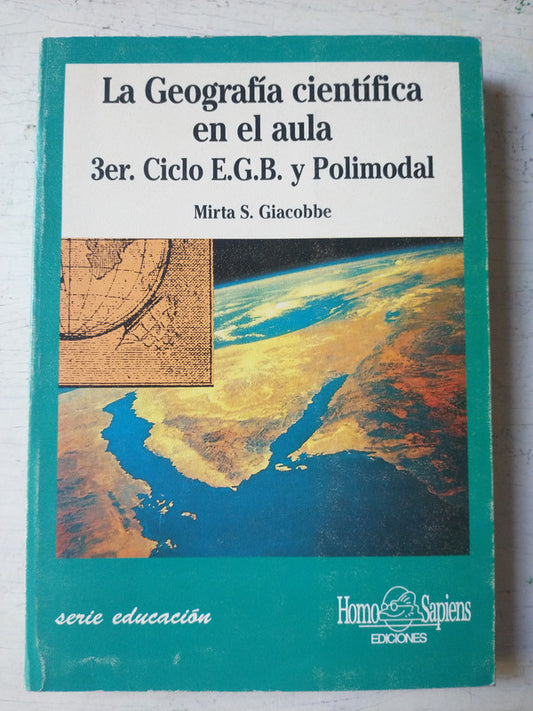 La Geografía científica
en el aula
3er. Ciclo E.G.B. y Polimodal
Mirta S. Giacobbe
serie educación
Homo Sapiens
EDICIONES